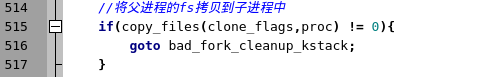 514 //将父进程的fs拷贝到子进程中
515 if(copy_files(clone_flags,proc) != 0){
516 goto bad_fork_cleanup_kstack;
517 }